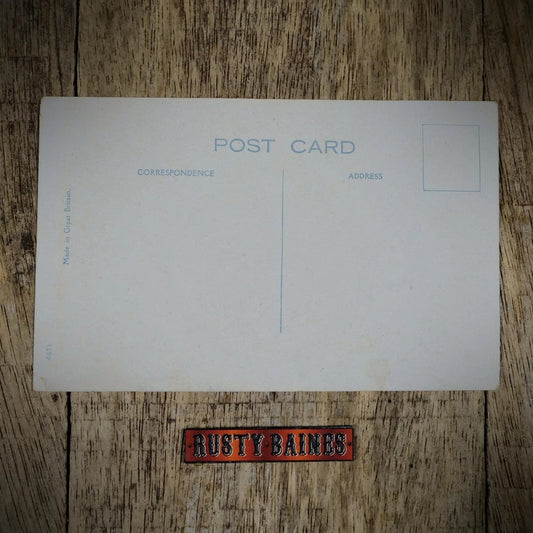 POST CARD
CORRESPONDENCE
ADDRESS
Made in Great Britain.
RUSTY·BAINES